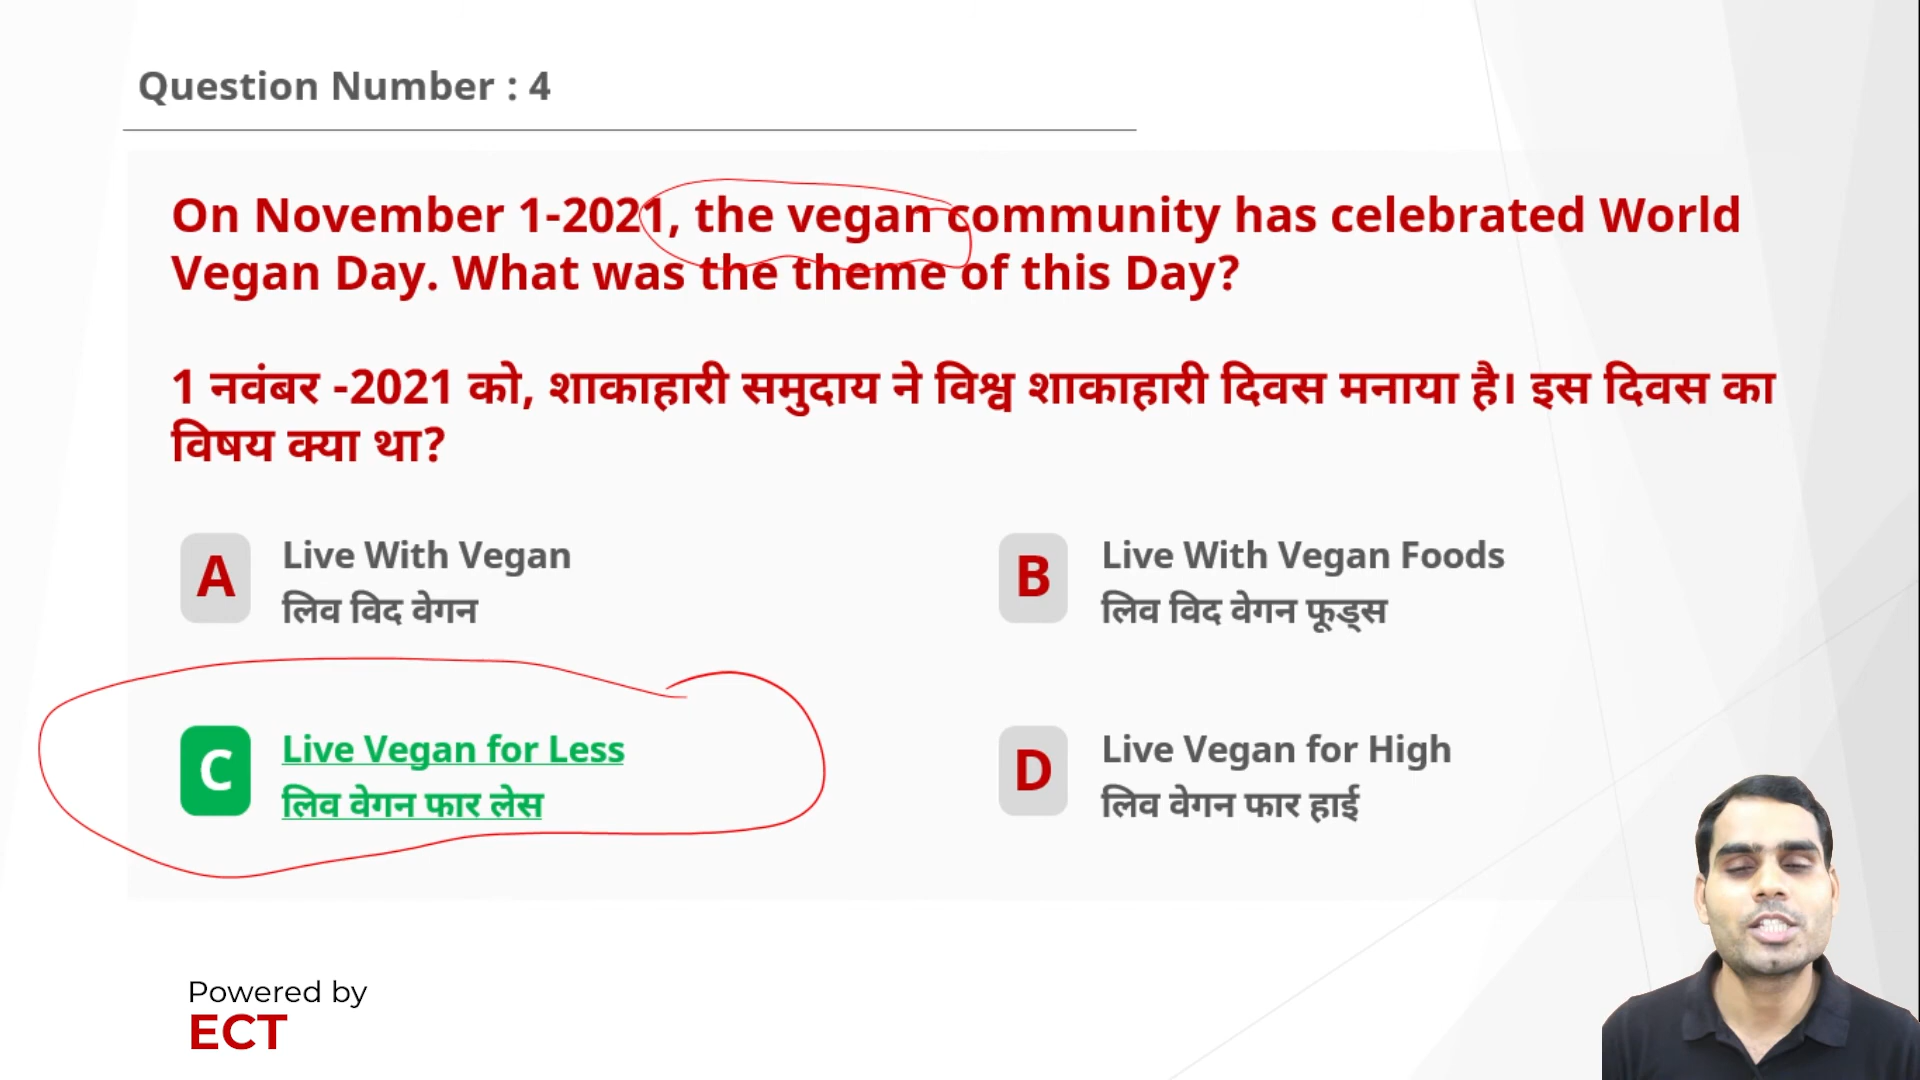 Question Number : 4
On November 1-2021, the vegan community has celebrated World
Vegan Day. What was the theme of this Day?
1 नवंबर -2021 को, शाकाहारी समुदाय ने विश्व शाकाहारी दिवस मनाया है। इस दिवस का
विषय क्या था?
A
Live With Vegan
लिव विद वेगन
B
Live With Vegan Foods
लिव विद वेगन फूड्स
C
Live Vegan for Less
लिव वेगन फार लेस
D
Live Vegan for High
लिव वेगन फार हाई
Powered by
ECT